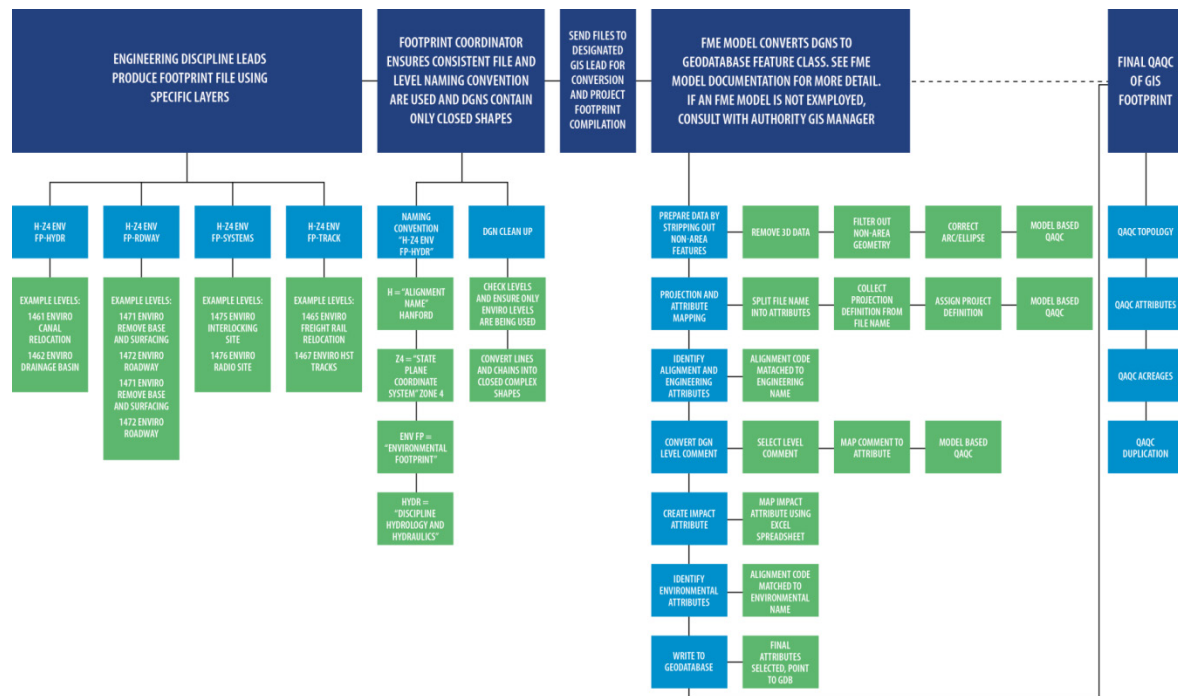 ENGINEERING DISCIPLINE LEADS
PRODUCE FOOTPRINT FILE USING
SPECIFIC LAYERS
FOOTPRINT COORDINATOR
ENSURES CONSISTENT FILE AND
LEVEL NAMING CONVENTION
ARE USED AND DGNS CONTAIN
ONLY CLOSED SHAPES
SEND FILES TO
DESIGNATED
GIS LEAD FOR
CONVERSION
AND PROJECT
FOOTPRINT
COMPILATION
FME MODEL CONVERTS DGNS TO
GEODATABASE FEATURE CLASS. SEE FME
MODEL DOCUMENTATION FOR MORE DETAIL.
IF AN FME MODEL IS NOT EXMPLOYED,
CONSULT WITH AUTHORITY GIS MANAGER
FINAL QAQC
OF GIS
FOOTPRINT
H-Z4 ENV
FP-HYDR
H-Z4 ENV
FP-RDWAY
H-Z4 ENV
FP-SYSTEMS
H-Z4 ENV
FP-TRACK
EXAMPLE LEVELS:
1461 ENVIRO
CANAL
RELOCATION
1462 ENVIRO
DRAINAGE BASIN
EXAMPLE LEVELS:
1471 ENVIRO
REMOVE BASE
AND SURFACING
1472 ENVIRO
ROADWAY
1471 ENVIRO
REMOVE BASE
AND SURFACING
1472 ENVIRO
ROADWAY
EXAMPLE LEVELS:
1475 ENVIRO
INTERLOCKING
SITE
1476 ENVIRO
RADIO SITE
EXAMPLE LEVELS:
1465 ENVIRO
FREIGHT RAIL
RELOCATION
1467 ENVIRO HST
TRACKS
NAMING
CONVENTION
"H-Z4 ENV
FP-HYDR"
H = "ALIGNMENT
NAME"
HANFORD
Z4 = "STATE
PLANE
COORDINATE
SYSTEM" ZONE 4
ENV FP =
"ENVIRONMENTAL
FOOTPRINT"
HYDR =
"DISCIPLINE
HYDROLOGY AND
HYDRAULICS"
DGN CLEAN UP
CHECK LEVELS
AND ENSURE ONLY
ENVIRO LEVELS
ARE BEING USED
CONVERT LINES
AND CHAINS INTO
CLOSED COMPLEX
SHAPES
PREPARE DATA BY
STRIPPING OUT
NON-AREA
FEATURES
REMOVE 3D DATA
FILTER OUT
NON-AREA
GEOMETRY
CORRECT
ARC/ELLIPSE
MODEL BASED
QAQC
PROJECTION AND
ATTRIBUTE
MAPPING
SPLIT FILE NAME
INTO ATTRIBUTES
COLLECT
PROJECTION
DEFINITION FROM
FILE NAME
ASSIGN PROJECT
DEFINITION
MODEL BASED
QAQC
IDENTIFY
ALIGNMENT AND
ENGINEERING
ATTRIBUTES
ALIGNMENT CODE
MATACHED TO
ENGINEERING
NAME
CONVERT DGN
LEVEL COMMENT
SELECT LEVEL
COMMENT
MAP COMMENT TO
ATTRIBUTE
MODEL BASED
QAQC
CREATE IMPACT
ATTRIBUTE
MAP IMPACT
ATTRIBUTE USING
EXCEL
SPREADSHEET
IDENTIFY
ENVIRONMENTAL
ATTRIBUTES
ALIGNMENT CODE
MATCHED TO
ENVIRONMENTAL
NAME
WRITE TO
GEODATABASE
FINAL
ATTRIBUTES
SELECTED, POINT
TO GDB
QAQC TOPOLOGY
QAQC ATTRIBUTES
QAQC ACREAGES
QAQC
DUPLICATION